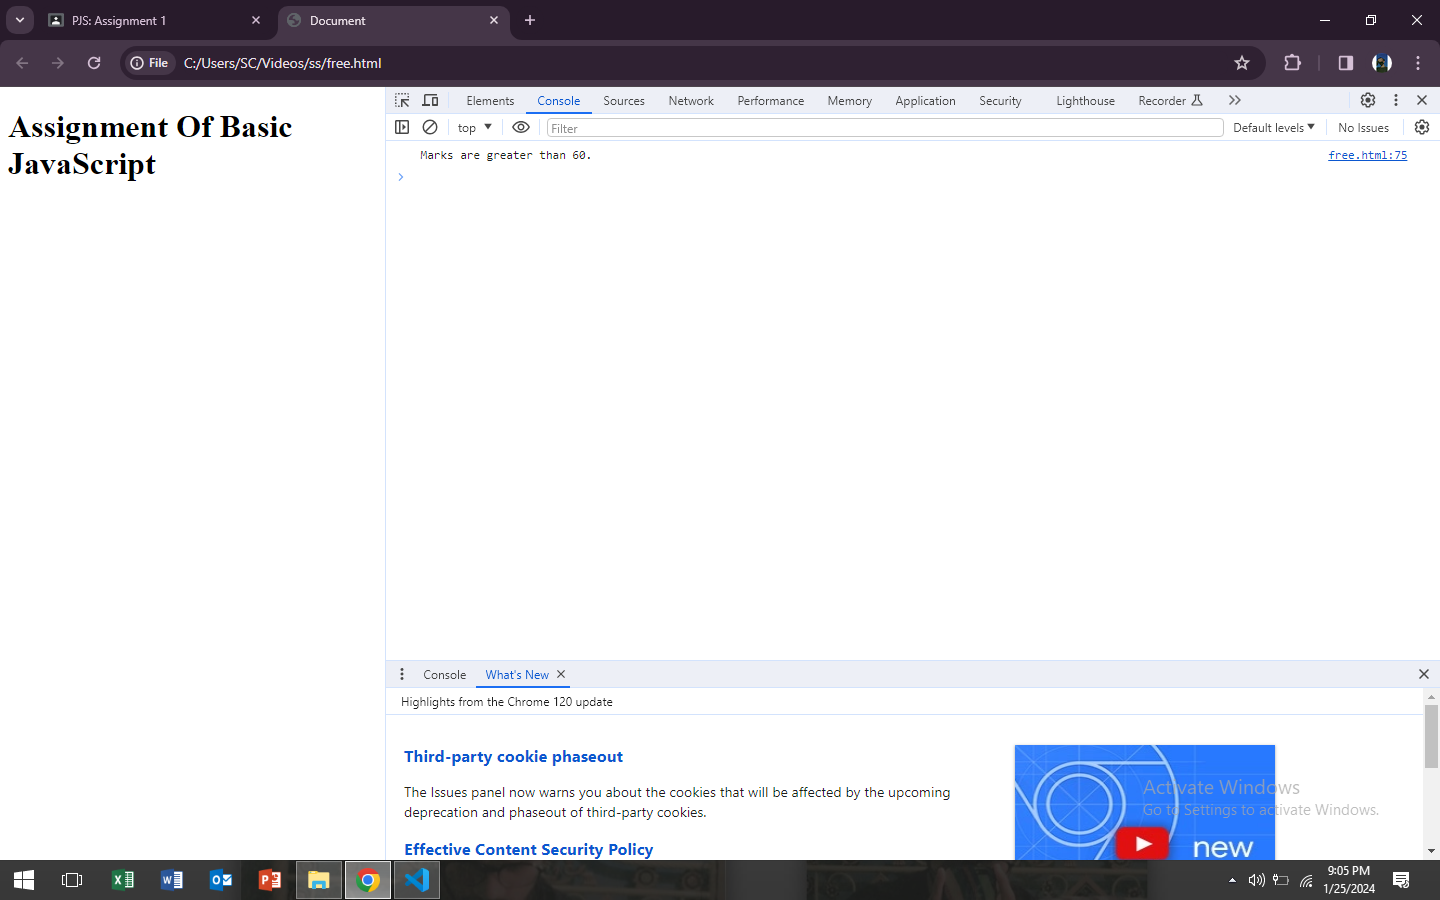 PJS: Assignment 1
Document
File
C:/Users/SC/Videos/ss/free.html
Assignment Of Basic
JavaScript
Elements Console Sources Network Performance Memory Application Security Lighthouse Recorder
top Filter Default levels No Issues
Marks are greater than 60. free.html:75
Console What's New
Highlights from the Chrome 120 update
Third-party cookie phaseout
The Issues panel now warns you about the cookies that will be affected by the upcoming
deprecation and phaseout of third-party cookies.
Effective Content Security Policy
new
Activate Windows
Go to Settings to activate Windows.
9:05 PM
1/25/2024